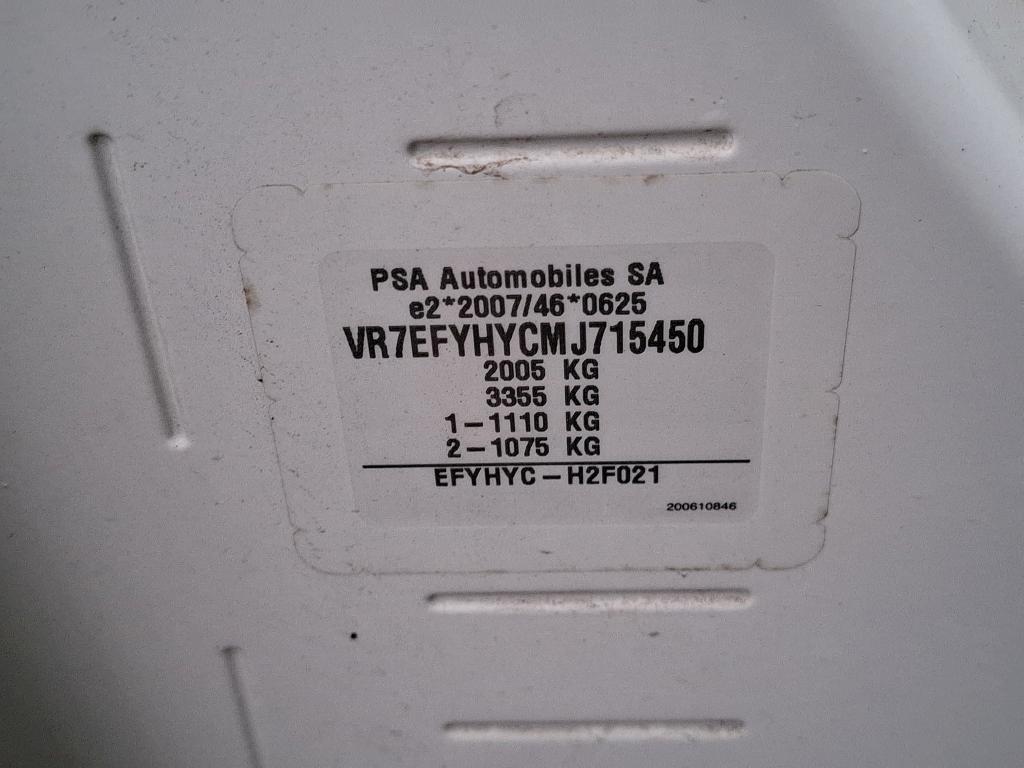 PSA Automobiles SA
e2*2007/46*0625
VR7EFYHYCMJ715450
2005 KG
3355 KG
1-1110 KG
2-1075 KG
EFYHYC-H2F021
200610846